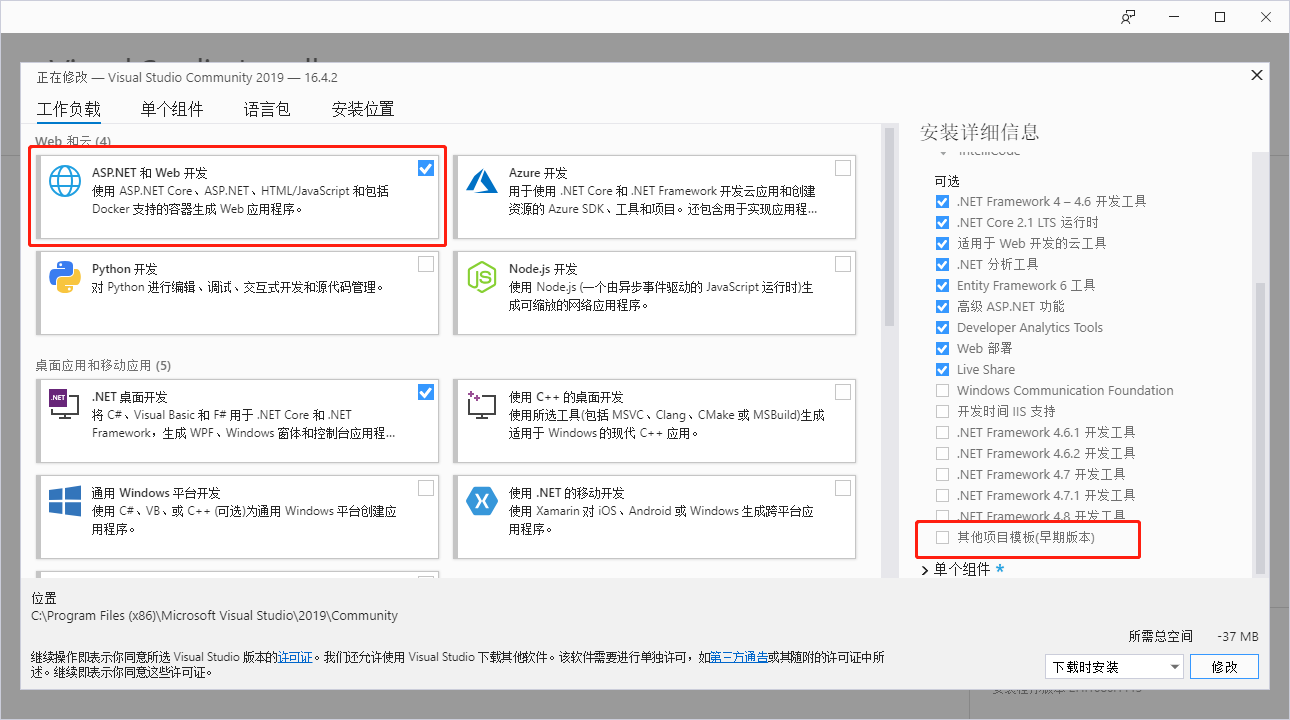 正在修改 — Visual Studio Community 2019 — 16.4.2
工作负载 单个组件 语言包 安装位置
Web 和云 (4)
ASP.NET 和 Web 开发
使用 ASP.NET Core、ASP.NET、HTML/JavaScript 和包括
Docker 支持的容器生成 Web 应用程序。
Azure 开发
用于使用 .NET Core 和 .NET Framework 开发云应用和创建
资源的 Azure SDK、工具和项目。还包含用于实现应用程...
Python 开发
对 Python 进行编辑、调试、交互式开发和源代码管理。
Node.js 开发
使用 Node.js (一个由异步事件驱动的 JavaScript 运行时)生
成可缩放的网络应用程序。
桌面应用和移动应用 (5)
.NET
.NET 桌面开发
将 C#、Visual Basic 和 F# 用于 .NET Core 和 .NET
Framework，生成 WPF、Windows 窗体和控制台应用程...
使用 C++ 的桌面开发
使用所选工具(包括 MSVC、Clang、CMake 或 MSBuild)生成
适用于 Windows 的现代 C++ 应用。
通用 Windows 平台开发
使用 C#、VB、或 C++ (可选)为通用 Windows 平台创建应
用程序。
使用 .NET 的移动开发
使用 Xamarin 对 iOS、Android 或 Windows 生成跨平台应
用程序。
安装详细信息
IntelliCode
可选
.NET Framework 4 – 4.6 开发工具
.NET Core 2.1 LTS 运行时
适用于 Web 开发的云工具
.NET 分析工具
Entity Framework 6 工具
高级 ASP.NET 功能
Developer Analytics Tools
Web 部署
Live Share
Windows Communication Foundation
开发时间 IIS 支持
.NET Framework 4.6.1 开发工具
.NET Framework 4.6.2 开发工具
.NET Framework 4.7 开发工具
.NET Framework 4.7.1 开发工具
.NET Framework 4.8 开发工具
其他项目模板(早期版本)
单个组件 *
位置
C:\Program Files (x86)\Microsoft Visual Studio\2019\Community
所需总空间 -37 MB
继续操作即表示你同意所选 Visual Studio 版本的许可证。我们还允许使用 Visual Studio 下载其他软件。该软件需要进行单独许可，如第三方通告或其随附的许可证中所
述。继续即表示你同意这些许可证。
下载时安装
修改